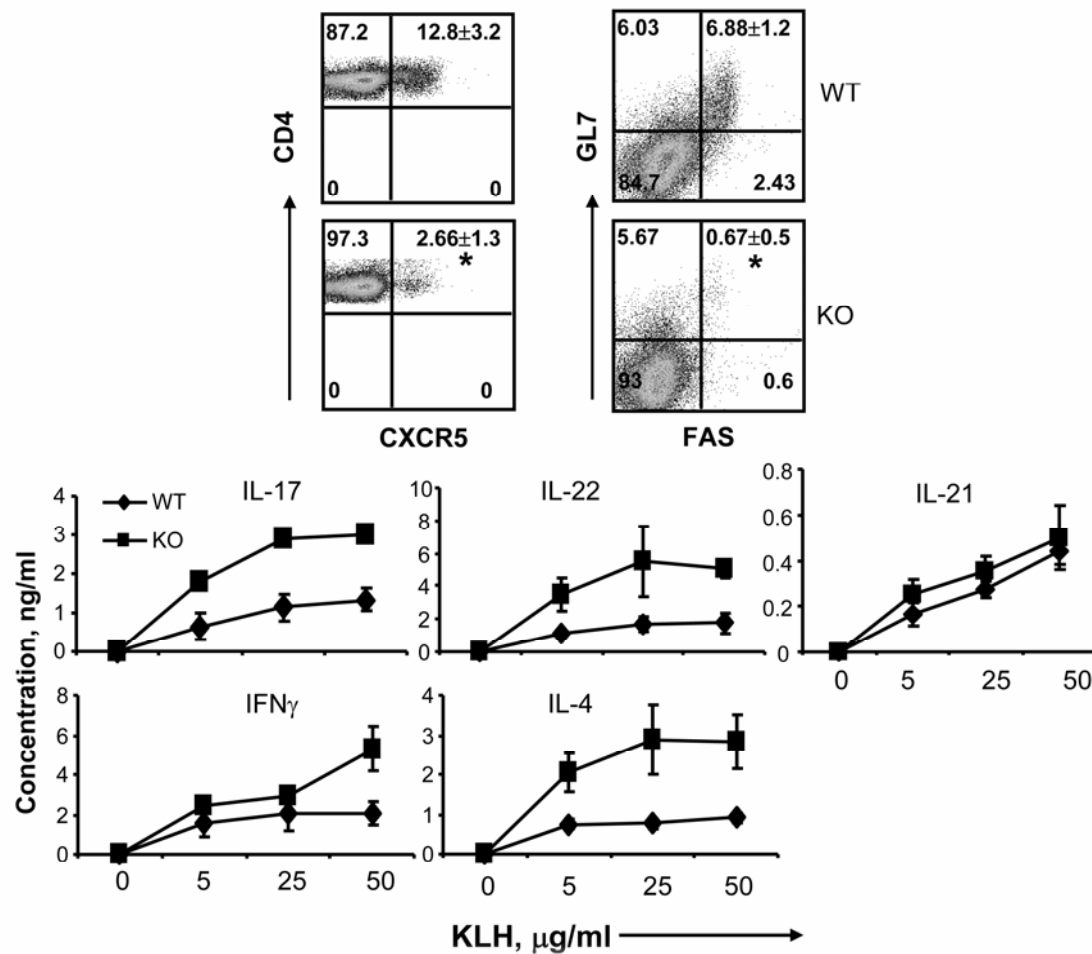 87.2 12.8±3.2
CD4
0 0
6.03 6.88±1.2
GL7
84.7 2.43
WT
97.3 2.66±1.3
*
0 0
CXCR5
5.67 0.67±0.5
*
93 0.6
FAS
KO
Concentration, ng/ml
IL-17
WT
KO
4
3
2
1
0
IL-22
10
8
6
4
2
0
IL-21
0.8
0.6
0.4
0.2
0
0 5 25 50
IFNγ
8
6
4
2
0
0 5 25 50
IL-4
4
3
2
1
0
0 5 25 50
KLH, µg/ml